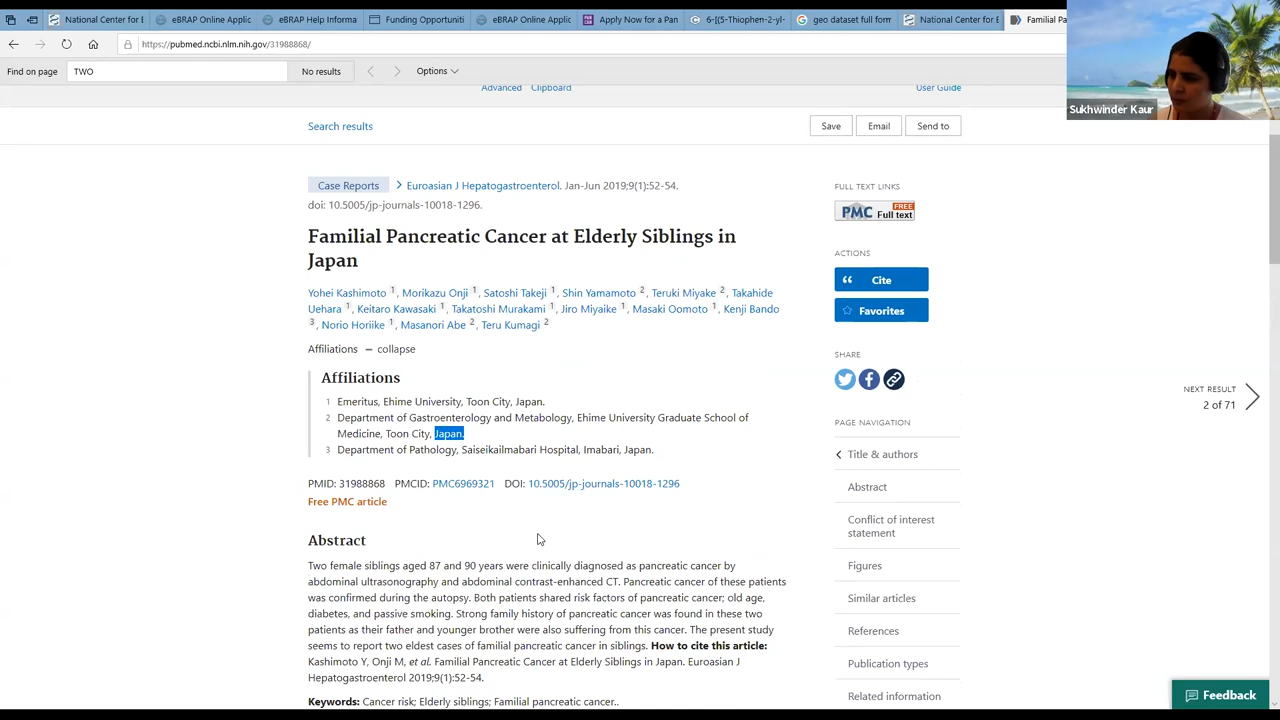 National Center for B
eBRAP Online Applic
eBRAP Help Informa
Funding Opportuniti
eBRAP Online Applic
Apply Now for a Pan
6-[(5-Thiophen-2-yl-
geo dataset full form
National Center for B
Familial Pa
https://pubmed.ncbi.nlm.nih.gov/31988868/
Find on page
TWO
No results
Options
Sukhwinder Kaur
Advanced
Clipboard
User Guide
Search results
Save
Email
Send to
Case Reports
Euroasian J Hepatogastroenterol. Jan-Jun 2019;9(1):52-54.
doi: 10.5005/jp-journals-10018-1296.
Familial Pancreatic Cancer at Elderly Siblings in
Japan
Yohei Kashimoto 1, Morikazu Onji 1, Satoshi Takeji 1, Shin Yamamoto 2, Teruki Miyake 2, Takahide
Uehara 1, Keitaro Kawasaki 1, Takatoshi Murakami 1, Jiro Miyaike 1, Masaki Oomoto 1, Kenji Bando
3, Norio Horiike 1, Masanori Abe 2, Teru Kumagi 2
Affiliations − collapse
Affiliations
1 Emeritus, Ehime University, Toon City, Japan.
2 Department of Gastroenterology and Metabology, Ehime University Graduate School of
Medicine, Toon City, Japan.
3 Department of Pathology, SaiseikaiImabari Hospital, Imabari, Japan.
PMID: 31988868 PMCID: PMC6969321 DOI: 10.5005/jp-journals-10018-1296
Free PMC article
Abstract
Two female siblings aged 87 and 90 years were clinically diagnosed as pancreatic cancer by
abdominal ultrasonography and abdominal contrast-enhanced CT. Pancreatic cancer of these patients
was confirmed during the autopsy. Both patients shared risk factors of pancreatic cancer; old age,
diabetes, and passive smoking. Strong family history of pancreatic cancer was found in these two
patients as their father and younger brother were also suffering from this cancer. The present study
seems to report two eldest cases of familial pancreatic cancer in siblings. How to cite this article:
Kashimoto Y, Onji M, et al. Familial Pancreatic Cancer at Elderly Siblings in Japan. Euroasian J
Hepatogastroenterol 2019;9(1):52-54.
Keywords: Cancer risk; Elderly siblings; Familial pancreatic cancer..
FULL TEXT LINKS
PMC FREE
Full text
ACTIONS
Cite
Favorites
SHARE
PAGE NAVIGATION
Title & authors
Abstract
Conflict of interest
statement
Figures
Similar articles
References
Publication types
Related information
NEXT RESULT
2 of 71
Feedback